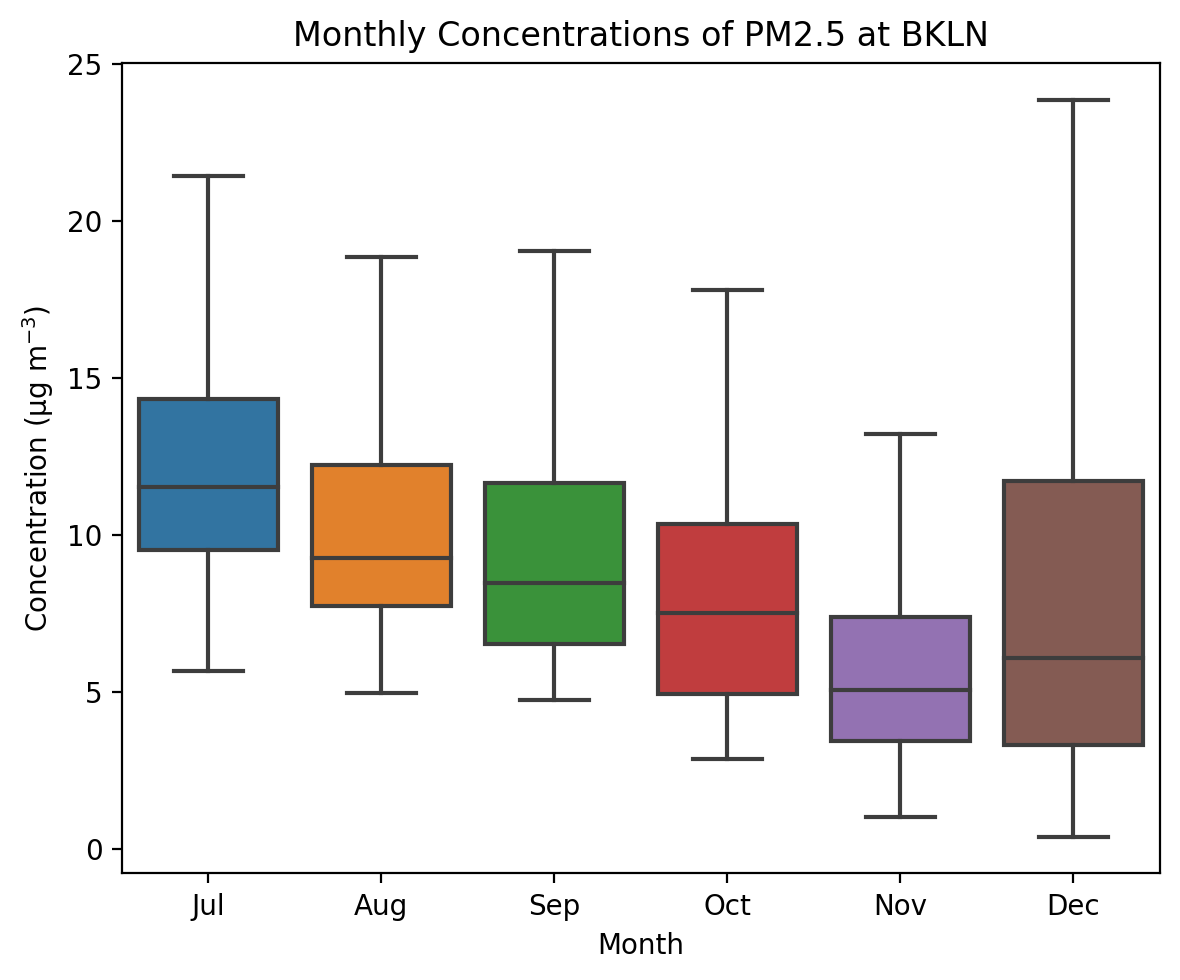 Monthly Concentrations of PM2.5 at BKLN
Concentration (µg m⁻³)
25
20
15
10
5
0
Jul Aug Sep Oct Nov Dec
Month